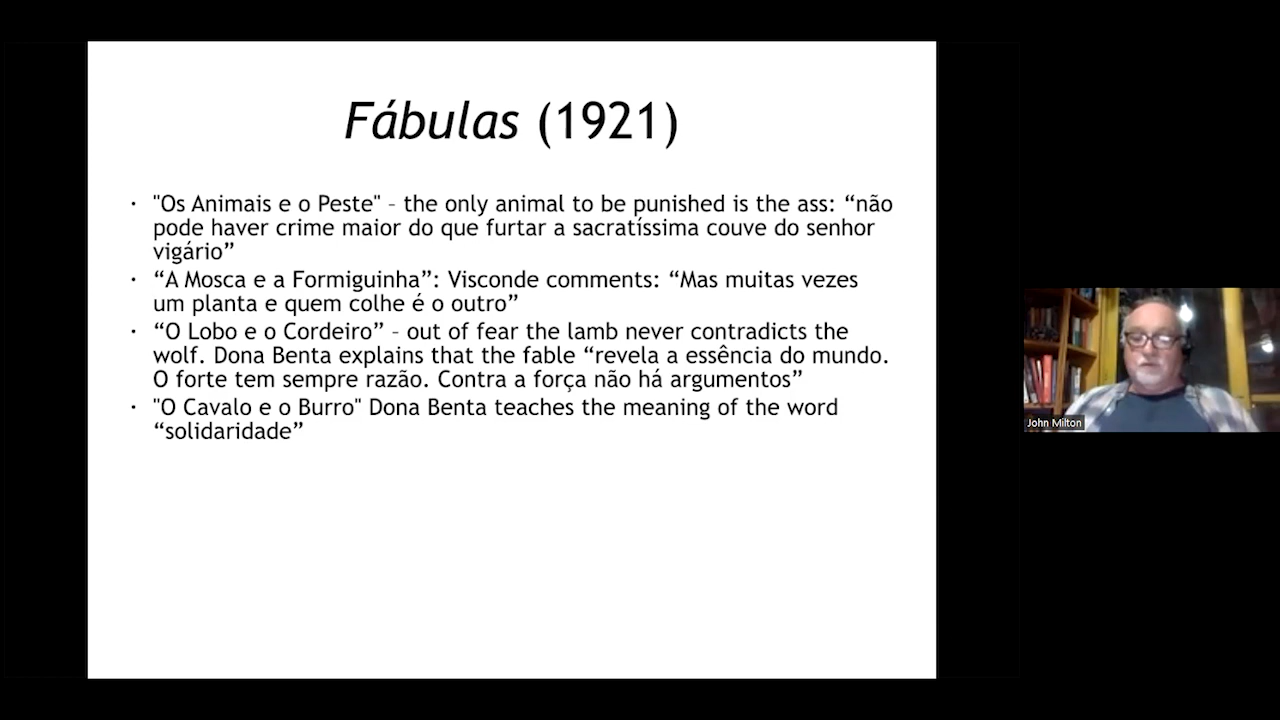 Fábulas (1921)
· "Os Animais e o Peste" – the only animal to be punished is the ass: “não
pode haver crime maior do que furtar a sacratíssima couve do senhor
vigário”
· “A Mosca e a Formiguinha”: Visconde comments: “Mas muitas vezes
um planta e quem colhe é o outro”
· “O Lobo e o Cordeiro” – out of fear the lamb never contradicts the
wolf. Dona Benta explains that the fable “revela a essência do mundo.
O forte tem sempre razão. Contra a força não há argumentos”
· "O Cavalo e o Burro" Dona Benta teaches the meaning of the word
“solidaridade”
John Milton